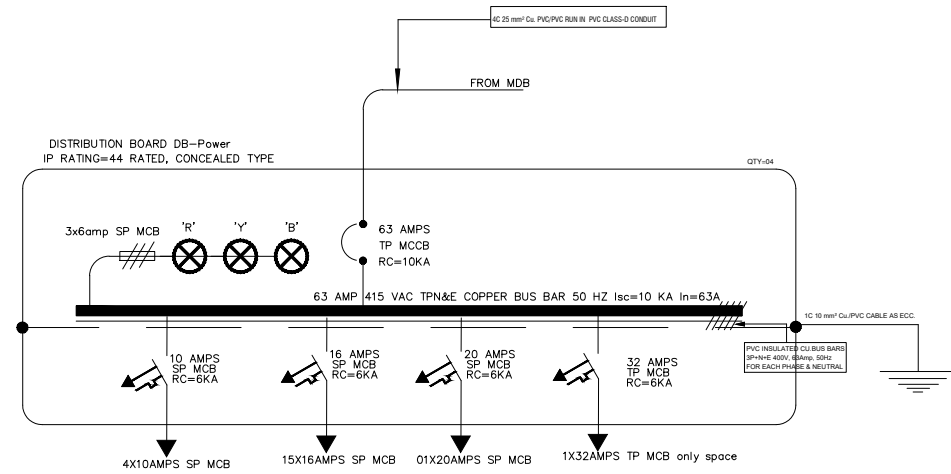 4C 25 mm² Cu. PVC/PVC RUN IN PVC CLASS-D CONDUIT
FROM MDB
DISTRIBUTION BOARD DB-Power
IP RATING=44 RATED, CONCEALED TYPE
QTY=04
3x6amp SP MCB
'R'
'Y'
'B'
63 AMPS
TP MCCB
RC=10KA
63 AMP 415 VAC TPN&E COPPER BUS BAR 50 HZ Isc=10 KA In=63A
1C 10 mm² Cu./PVC CABLE AS ECC.
PVC INSULATED CU.BUS BARS
3P+N+E 400V, 63Amp, 50Hz
FOR EACH PHASE & NEUTRAL
10 AMPS
SP MCB
RC=6KA
16 AMPS
SP MCB
RC=6KA
20 AMPS
SP MCB
RC=6KA
32 AMPS
TP MCB
RC=6KA
4X10AMPS SP MCB
15X16AMPS SP MCB
01X20AMPS SP MCB
1X32AMPS TP MCB only space